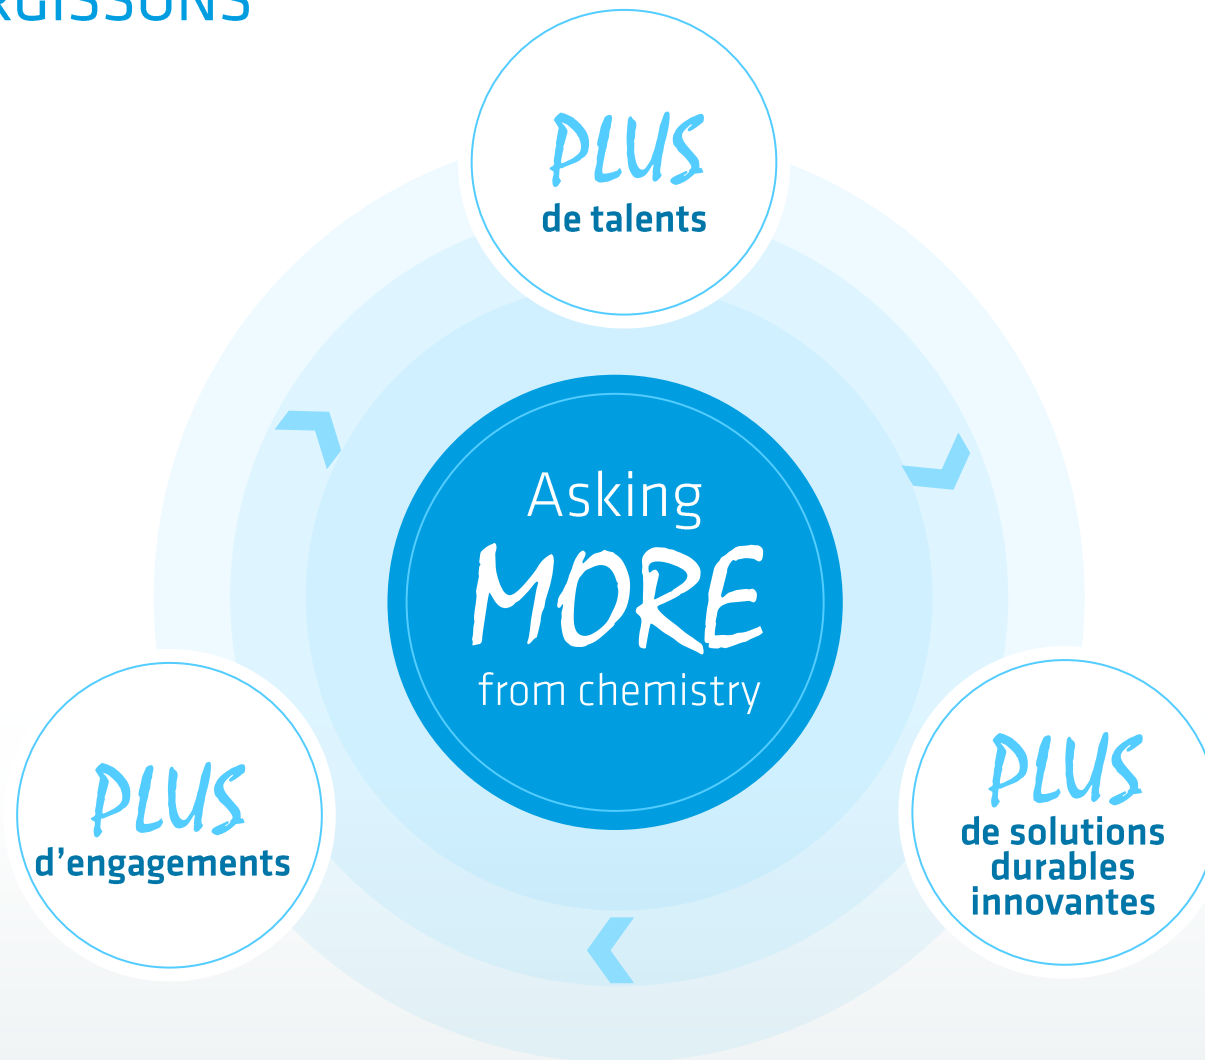 PLUS
de talents
Asking
MORE
from chemistry
PLUS
d’engagements
PLUS
de solutions
durables
innovantes